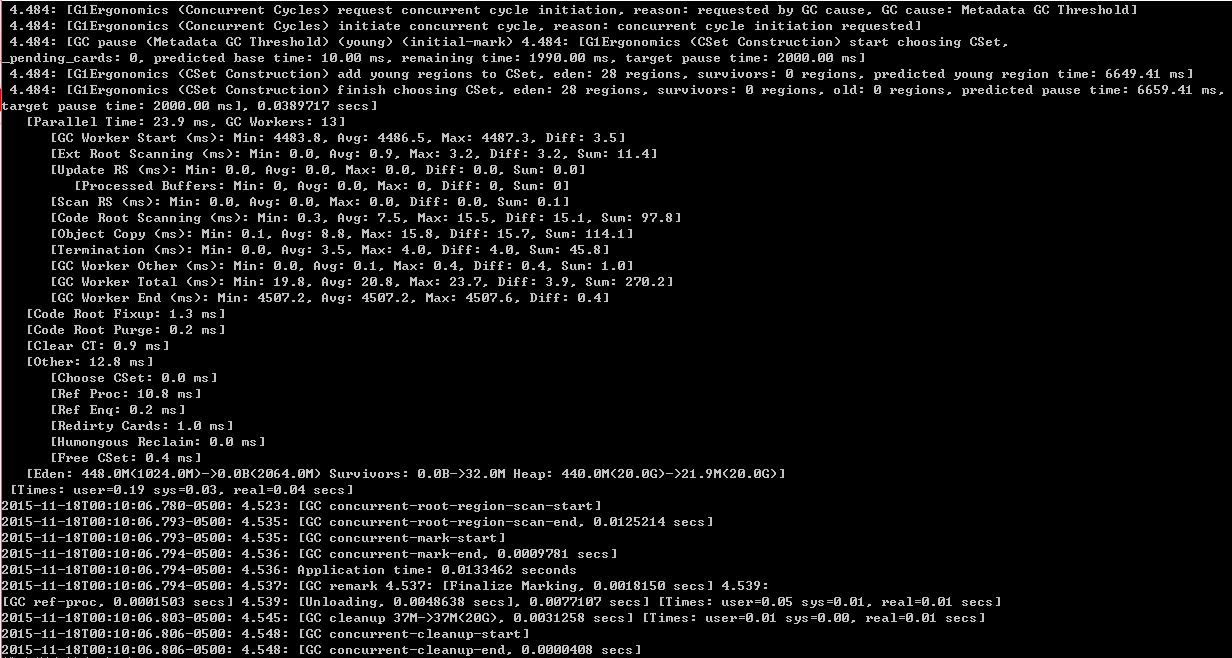 4.484: [G1Ergonomics (Concurrent Cycles) request concurrent cycle initiation, reason: requested by GC cause, GC cause: Metadata GC Threshold]
4.484: [G1Ergonomics (Concurrent Cycles) initiate concurrent cycle, reason: concurrent cycle initiation requested]
4.484: [GC pause (Metadata GC Threshold) (young) (initial-mark) 4.484: [G1Ergonomics (CSet Construction) start choosing CSet,
_pending_cards: 0, predicted base time: 10.00 ms, remaining time: 1990.00 ms, target pause time: 2000.00 ms]
4.484: [G1Ergonomics (CSet Construction) add young regions to CSet, eden: 28 regions, survivors: 0 regions, predicted young region time: 6649.41 ms]
4.484: [G1Ergonomics (CSet Construction) finish choosing CSet, eden: 28 regions, survivors: 0 regions, old: 0 regions, predicted pause time: 6659.41 ms,
target pause time: 2000.00 ms], 0.0389717 secs]
[Parallel Time: 23.9 ms, GC Workers: 13]
[GC Worker Start (ms): Min: 4483.8, Avg: 4486.5, Max: 4487.3, Diff: 3.5]
[Ext Root Scanning (ms): Min: 0.0, Avg: 0.9, Max: 3.2, Diff: 3.2, Sum: 11.4]
[Update RS (ms): Min: 0.0, Avg: 0.0, Max: 0.0, Diff: 0.0, Sum: 0.0]
[Processed Buffers: Min: 0, Avg: 0.0, Max: 0, Diff: 0, Sum: 0]
[Scan RS (ms): Min: 0.0, Avg: 0.0, Max: 0.0, Diff: 0.0, Sum: 0.1]
[Code Root Scanning (ms): Min: 0.3, Avg: 7.5, Max: 15.5, Diff: 15.1, Sum: 97.8]
[Object Copy (ms): Min: 0.1, Avg: 8.8, Max: 15.8, Diff: 15.7, Sum: 114.1]
[Termination (ms): Min: 0.0, Avg: 3.5, Max: 4.0, Diff: 4.0, Sum: 45.8]
[GC Worker Other (ms): Min: 0.0, Avg: 0.1, Max: 0.4, Diff: 0.4, Sum: 1.0]
[GC Worker Total (ms): Min: 19.8, Avg: 20.8, Max: 23.7, Diff: 3.9, Sum: 270.2]
[GC Worker End (ms): Min: 4507.2, Avg: 4507.2, Max: 4507.6, Diff: 0.4]
[Code Root Fixup: 1.3 ms]
[Code Root Purge: 0.2 ms]
[Clear CT: 0.9 ms]
[Other: 12.8 ms]
[Choose CSet: 0.0 ms]
[Ref Proc: 10.8 ms]
[Ref Enq: 0.2 ms]
[Redirty Cards: 1.0 ms]
[Humongous Reclaim: 0.0 ms]
[Free CSet: 0.4 ms]
[Eden: 448.0M(1024.0M)->0.0B(2064.0M) Survivors: 0.0B->32.0M Heap: 440.0M(20.0G)->21.9M(20.0G)]
[Times: user=0.19 sys=0.03, real=0.04 secs]
2015-11-18T00:10:06.780-0500: 4.523: [GC concurrent-root-region-scan-start]
2015-11-18T00:10:06.793-0500: 4.535: [GC concurrent-root-region-scan-end, 0.0125214 secs]
2015-11-18T00:10:06.793-0500: 4.535: [GC concurrent-mark-start]
2015-11-18T00:10:06.794-0500: 4.536: [GC concurrent-mark-end, 0.0009781 secs]
2015-11-18T00:10:06.794-0500: 4.536: Application time: 0.0133462 seconds
2015-11-18T00:10:06.794-0500: 4.537: [GC remark 4.537: [Finalize Marking, 0.0018150 secs] 4.539:
[GC ref-proc, 0.0001503 secs] 4.539: [Unloading, 0.0048638 secs], 0.0077107 secs] [Times: user=0.05 sys=0.01, real=0.01 secs]
2015-11-18T00:10:06.803-0500: 4.545: [GC cleanup 37M->37M(20G), 0.0031258 secs] [Times: user=0.01 sys=0.00, real=0.01 secs]
2015-11-18T00:10:06.806-0500: 4.548: [GC concurrent-cleanup-start]
2015-11-18T00:10:06.806-0500: 4.548: [GC concurrent-cleanup-end, 0.0000408 secs]